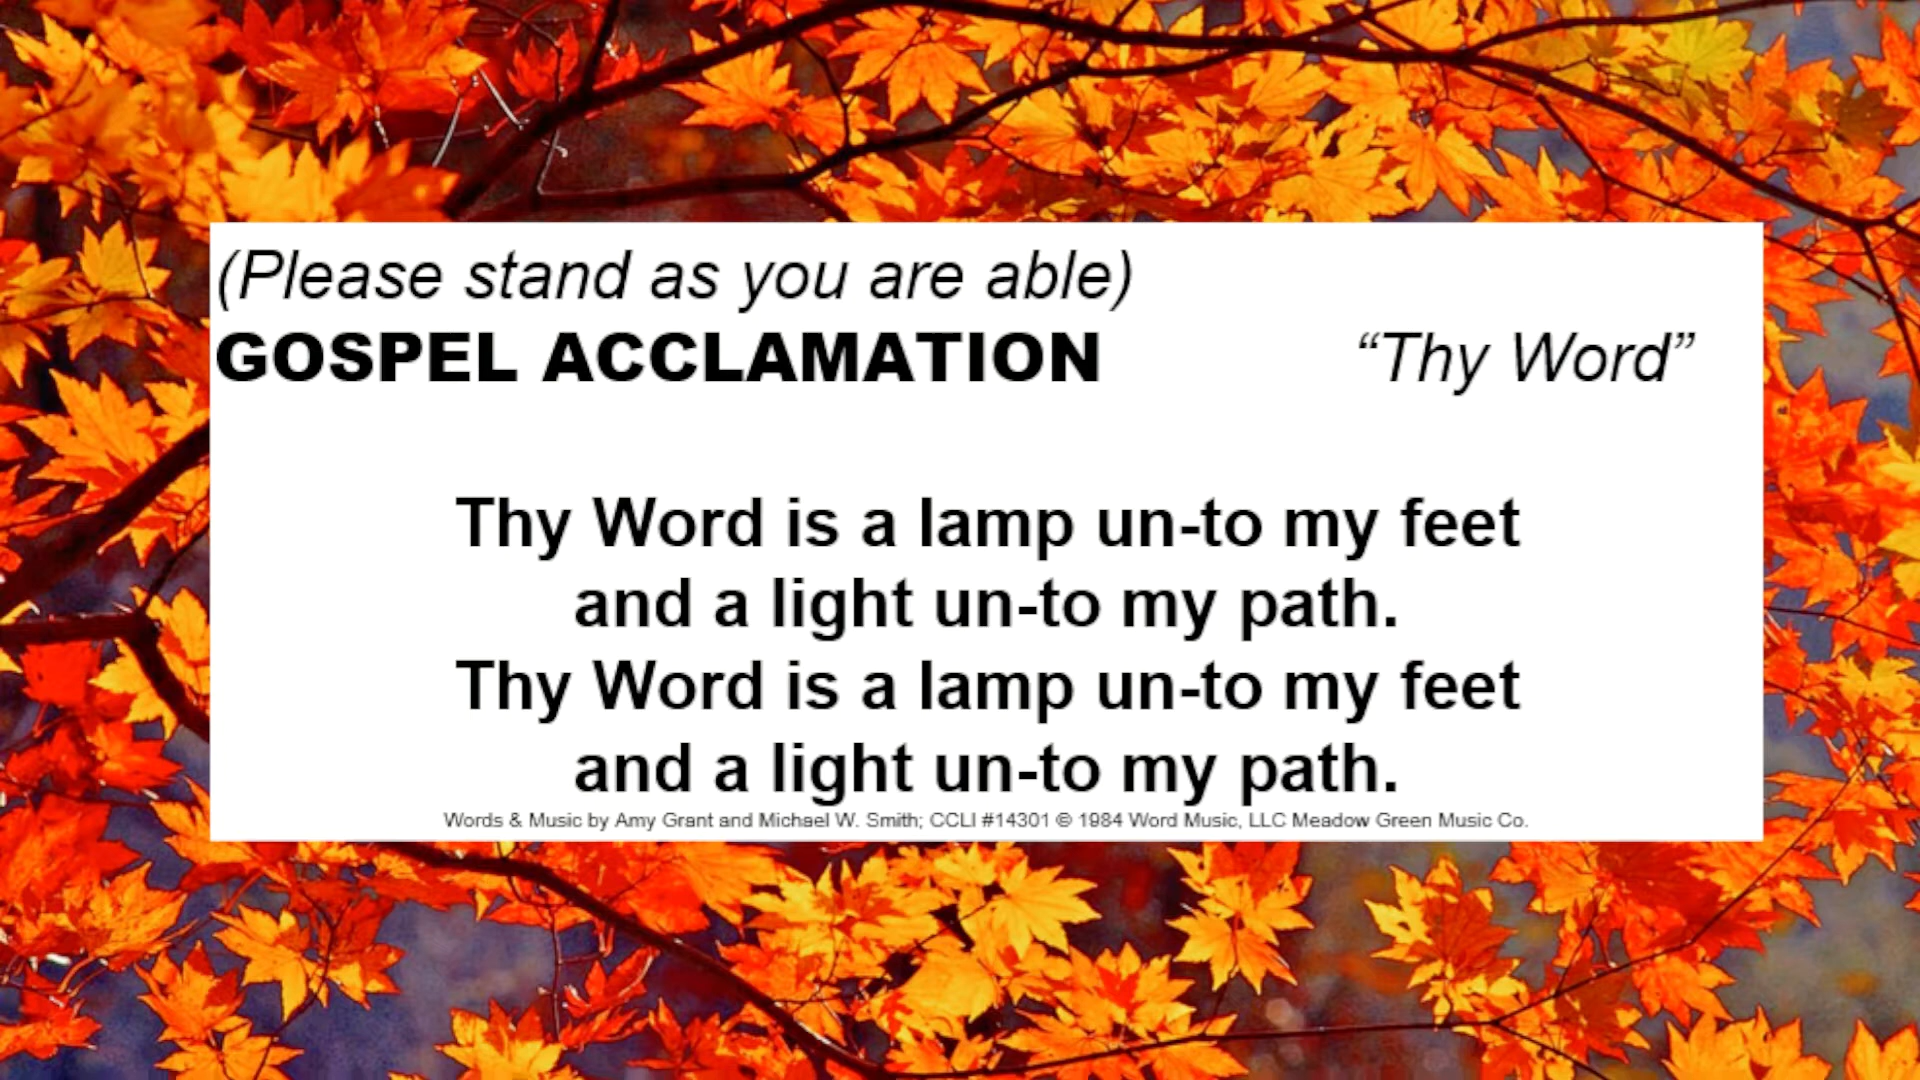 (Please stand as you are able)
GOSPEL ACCLAMATION “Thy Word”
Thy Word is a lamp un-to my feet
and a light un-to my path.
Thy Word is a lamp un-to my feet
and a light un-to my path.
Words & Music by Amy Grant and Michael W. Smith; CCLI #14301 © 1984 Word Music, LLC Meadow Green Music Co.